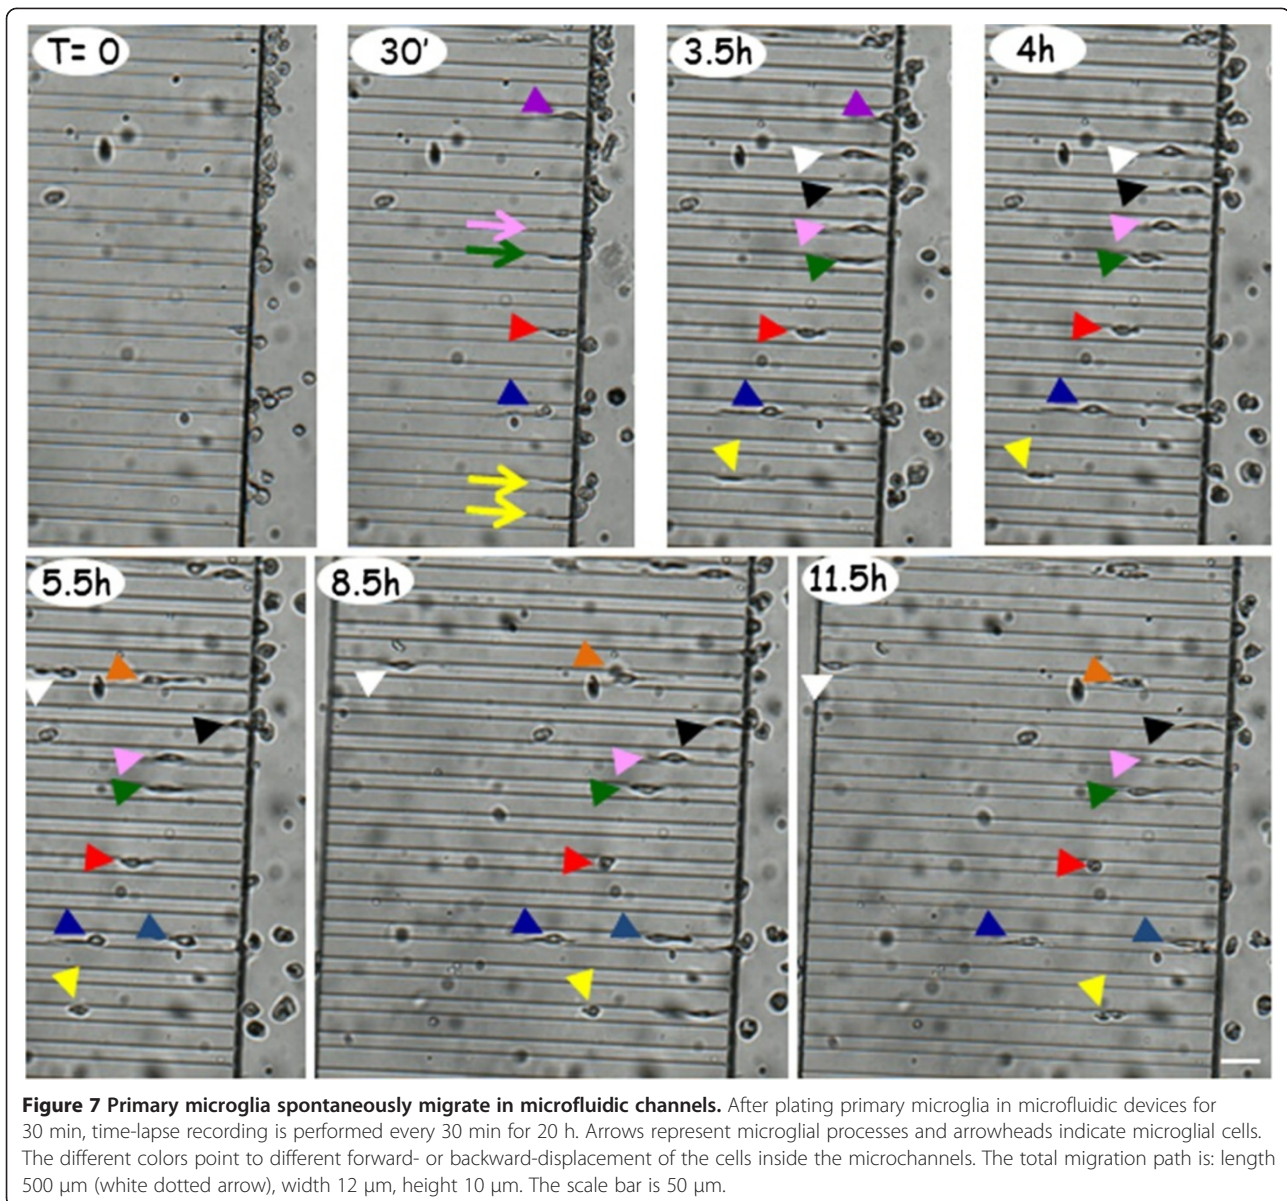 T= 0
30'
3.5h
4h
5.5h
8.5h
11.5h
Figure 7 Primary microglia spontaneously migrate in microfluidic channels. After plating primary microglia in microfluidic devices for
30 min, time-lapse recording is performed every 30 min for 20 h. Arrows represent microglial processes and arrowheads indicate microglial cells.
The different colors point to different forward- or backward-displacement of the cells inside the microchannels. The total migration path is: length
500 μm (white dotted arrow), width 12 μm, height 10 μm. The scale bar is 50 μm.